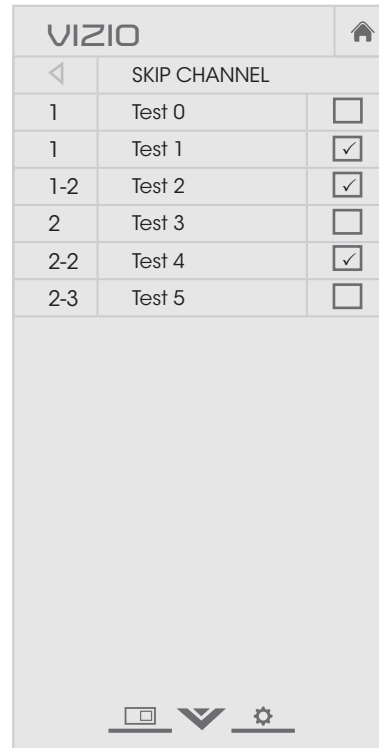 VIZIO
SKIP CHANNEL
1 Test 0
1 Test 1
1-2 Test 2
2 Test 3
2-2 Test 4
2-3 Test 5